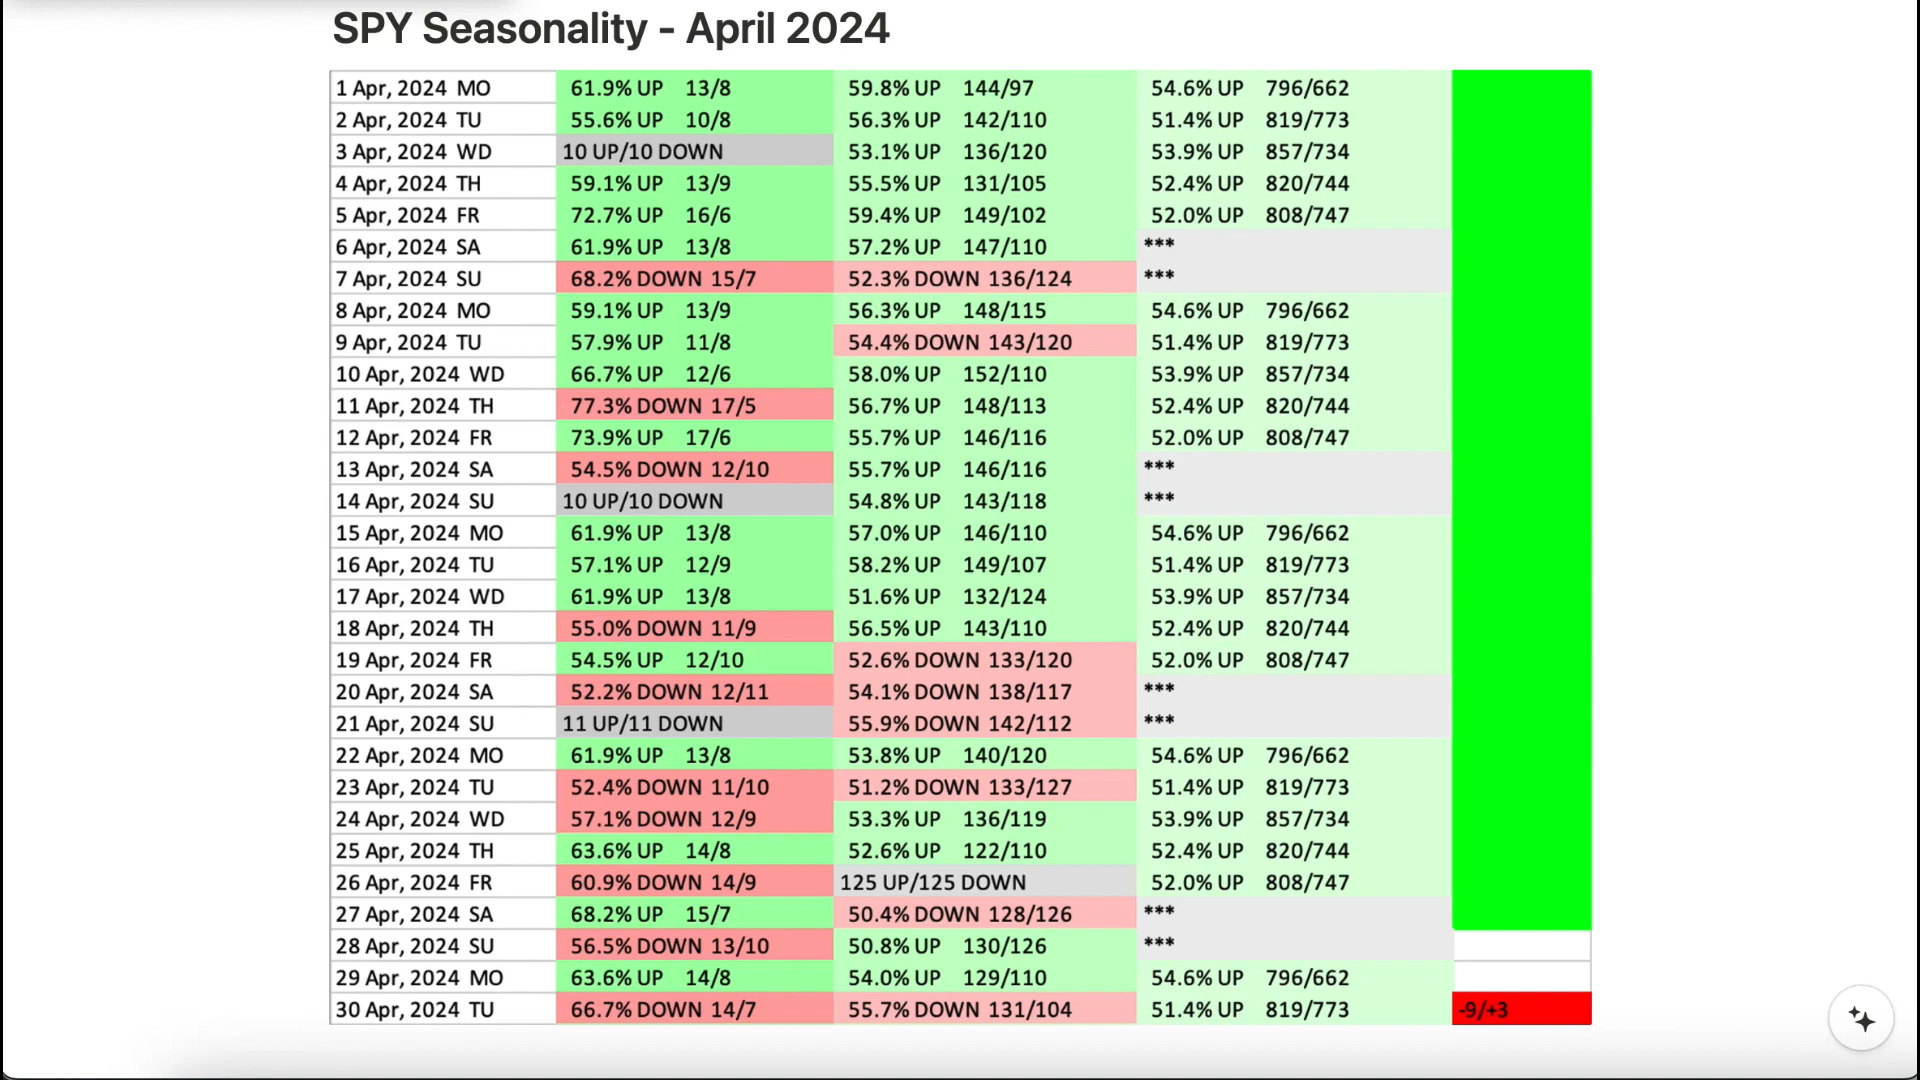 SPY Seasonality - April 2024
1 Apr, 2024 MO 61.9% UP 13/8 59.8% UP 144/97 54.6% UP 796/662
2 Apr, 2024 TU 55.6% UP 10/8 56.3% UP 142/110 51.4% UP 819/773
3 Apr, 2024 WD 10 UP/10 DOWN 53.1% UP 136/120 53.9% UP 857/734
4 Apr, 2024 TH 59.1% UP 13/9 55.5% UP 131/105 52.4% UP 820/744
5 Apr, 2024 FR 72.7% UP 16/6 59.4% UP 149/102 52.0% UP 808/747
6 Apr, 2024 SA 61.9% UP 13/8 57.2% UP 147/110 ***
7 Apr, 2024 SU 68.2% DOWN 15/7 52.3% DOWN 136/124 ***
8 Apr, 2024 MO 59.1% UP 13/9 56.3% UP 148/115 54.6% UP 796/662
9 Apr, 2024 TU 57.9% UP 11/8 54.4% DOWN 143/120 51.4% UP 819/773
10 Apr, 2024 WD 66.7% UP 12/6 58.0% UP 152/110 53.9% UP 857/734
11 Apr, 2024 TH 77.3% DOWN 17/5 56.7% UP 148/113 52.4% UP 820/744
12 Apr, 2024 FR 73.9% UP 17/6 55.7% UP 146/116 52.0% UP 808/747
13 Apr, 2024 SA 54.5% DOWN 12/10 55.7% UP 146/116 ***
14 Apr, 2024 SU 10 UP/10 DOWN 54.8% UP 143/118 ***
15 Apr, 2024 MO 61.9% UP 13/8 57.0% UP 146/110 54.6% UP 796/662
16 Apr, 2024 TU 57.1% UP 12/9 58.2% UP 149/107 51.4% UP 819/773
17 Apr, 2024 WD 61.9% UP 13/8 51.6% UP 132/124 53.9% UP 857/734
18 Apr, 2024 TH 55.0% DOWN 11/9 56.5% UP 143/110 52.4% UP 820/744
19 Apr, 2024 FR 54.5% UP 12/10 52.6% DOWN 133/120 52.0% UP 808/747
20 Apr, 2024 SA 52.2% DOWN 12/11 54.1% DOWN 138/117 ***
21 Apr, 2024 SU 11 UP/11 DOWN 55.9% DOWN 142/112 ***
22 Apr, 2024 MO 61.9% UP 13/8 53.8% UP 140/120 54.6% UP 796/662
23 Apr, 2024 TU 52.4% DOWN 11/10 51.2% DOWN 133/127 51.4% UP 819/773
24 Apr, 2024 WD 57.1% DOWN 12/9 53.3% UP 136/119 53.9% UP 857/734
25 Apr, 2024 TH 63.6% UP 14/8 52.6% UP 122/110 52.4% UP 820/744
26 Apr, 2024 FR 60.9% DOWN 14/9 125 UP/125 DOWN 52.0% UP 808/747
27 Apr, 2024 SA 68.2% UP 15/7 50.4% DOWN 128/126 ***
28 Apr, 2024 SU 56.5% DOWN 13/10 50.8% UP 130/126 ***
29 Apr, 2024 MO 63.6% UP 14/8 54.0% UP 129/110 54.6% UP 796/662
30 Apr, 2024 TU 66.7% DOWN 14/7 55.7% DOWN 131/104 51.4% UP 819/773 -9/+3